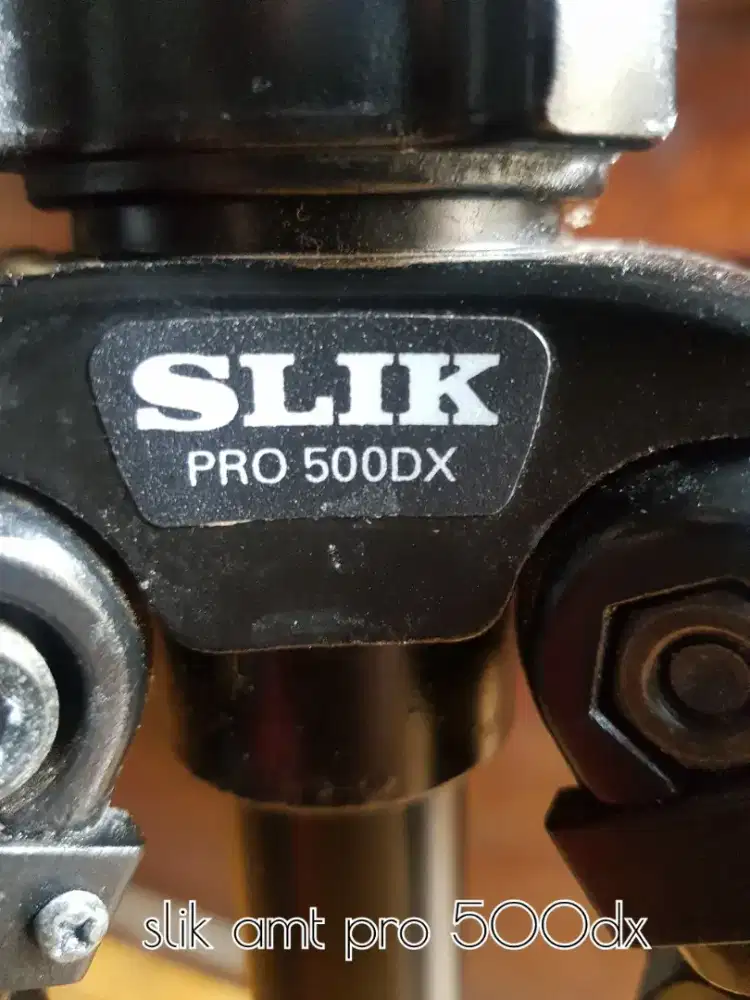 SLIK
PRO 500DX
slik amt pro 500dx